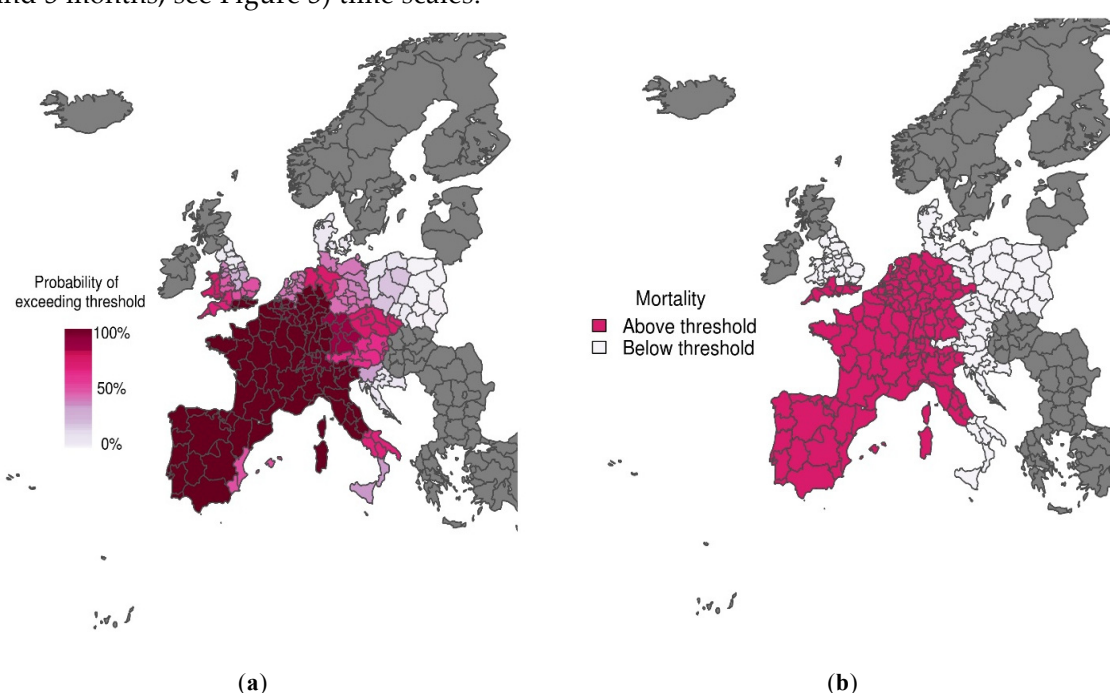 and 3 months, see Figure 3) time scales.
Probability of
exceeding threshold
100%
50%
0%
Mortality
Above threshold
Below threshold
(a)
(b)